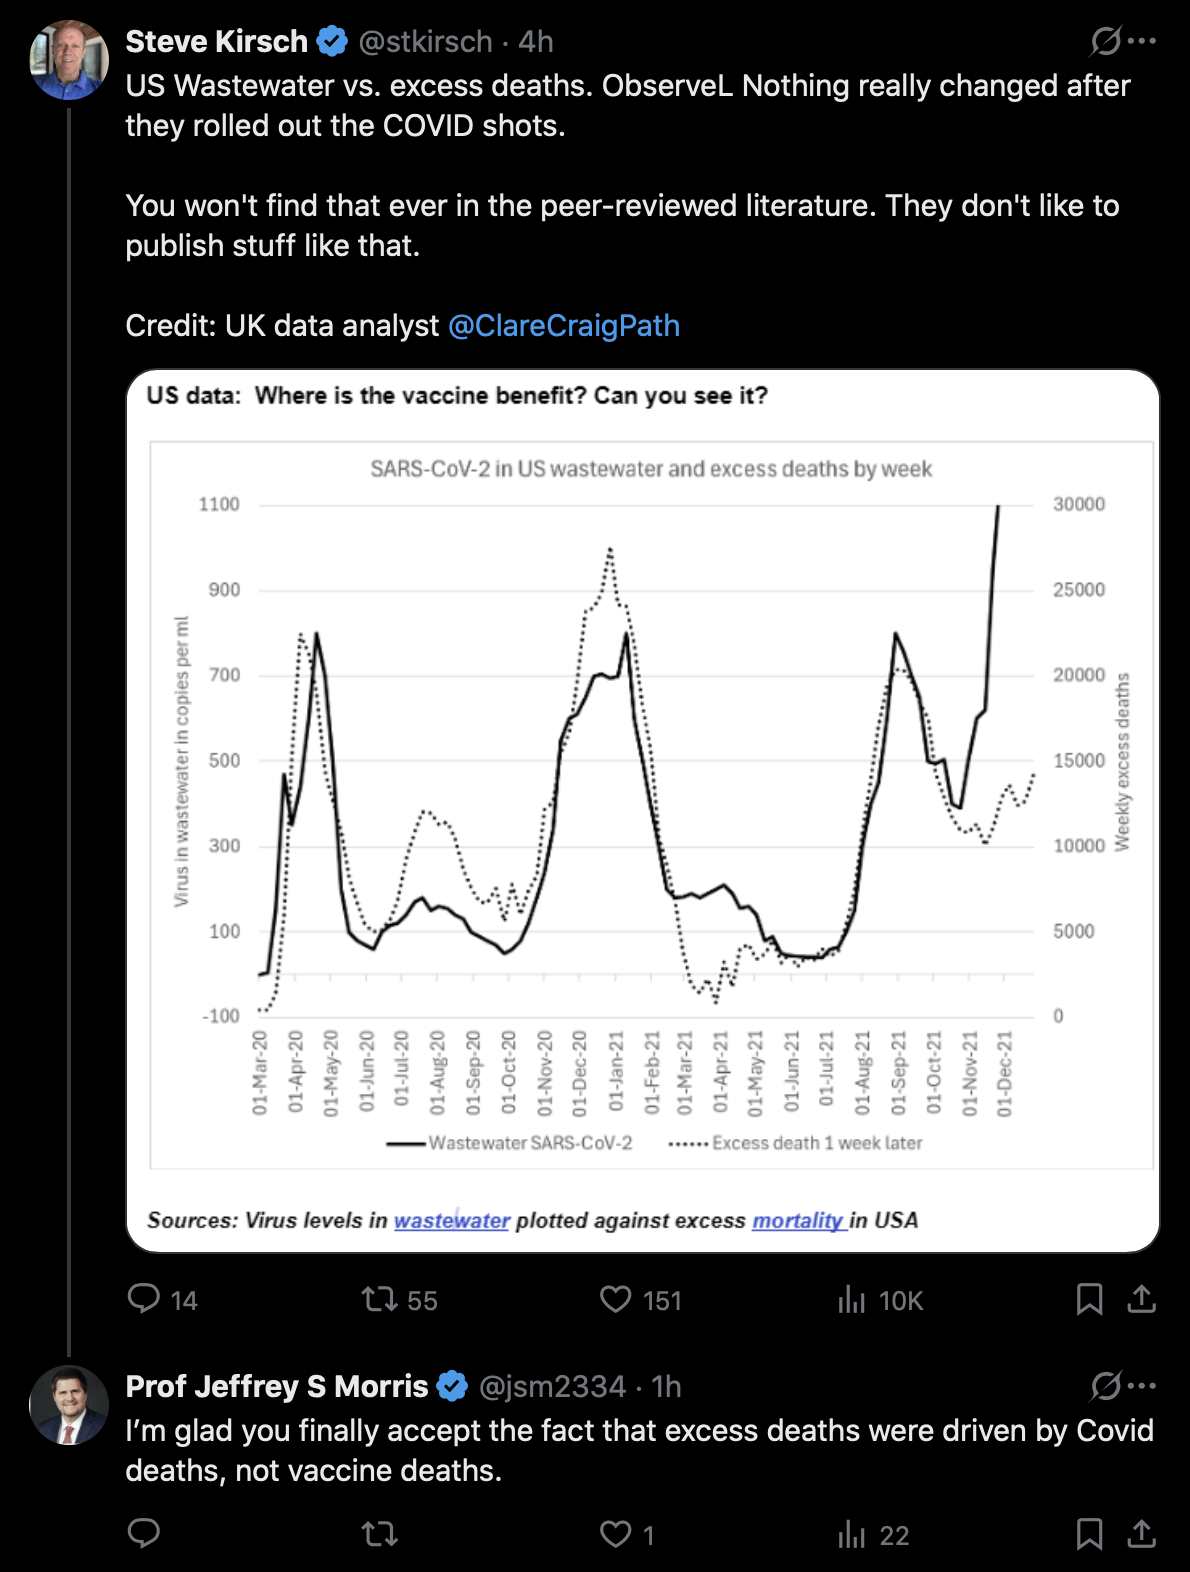 Steve Kirsch @stkirsch · 4h
US Wastewater vs. excess deaths. ObserveL Nothing really changed after
they rolled out the COVID shots.
You won't find that ever in the peer-reviewed literature. They don't like to
publish stuff like that.
Credit: UK data analyst @ClareCraigPath
US data: Where is the vaccine benefit? Can you see it?
SARS-CoV-2 in US wastewater and excess deaths by week
1100
900
700
500
300
100
-100
Virus in wastewater in copies per ml
30000
25000
20000
15000
10000
5000
0
Weekly excess deaths
01-Mar-20
01-Apr-20
01-May-20
01-Jun-20
01-Jul-20
01-Aug-20
01-Sep-20
01-Oct-20
01-Nov-20
01-Dec-20
01-Jan-21
01-Feb-21
01-Mar-21
01-Apr-21
01-May-21
01-Jun-21
01-Jul-21
01-Aug-21
01-Sep-21
01-Oct-21
01-Nov-21
01-Dec-21
Wastewater SARS-CoV-2 Excess death 1 week later
Sources: Virus levels in wastewater plotted against excess mortality in USA
14 55 151 10K
Prof Jeffrey S Morris @jsm2334 · 1h
I'm glad you finally accept the fact that excess deaths were driven by Covid
deaths, not vaccine deaths.
1 22